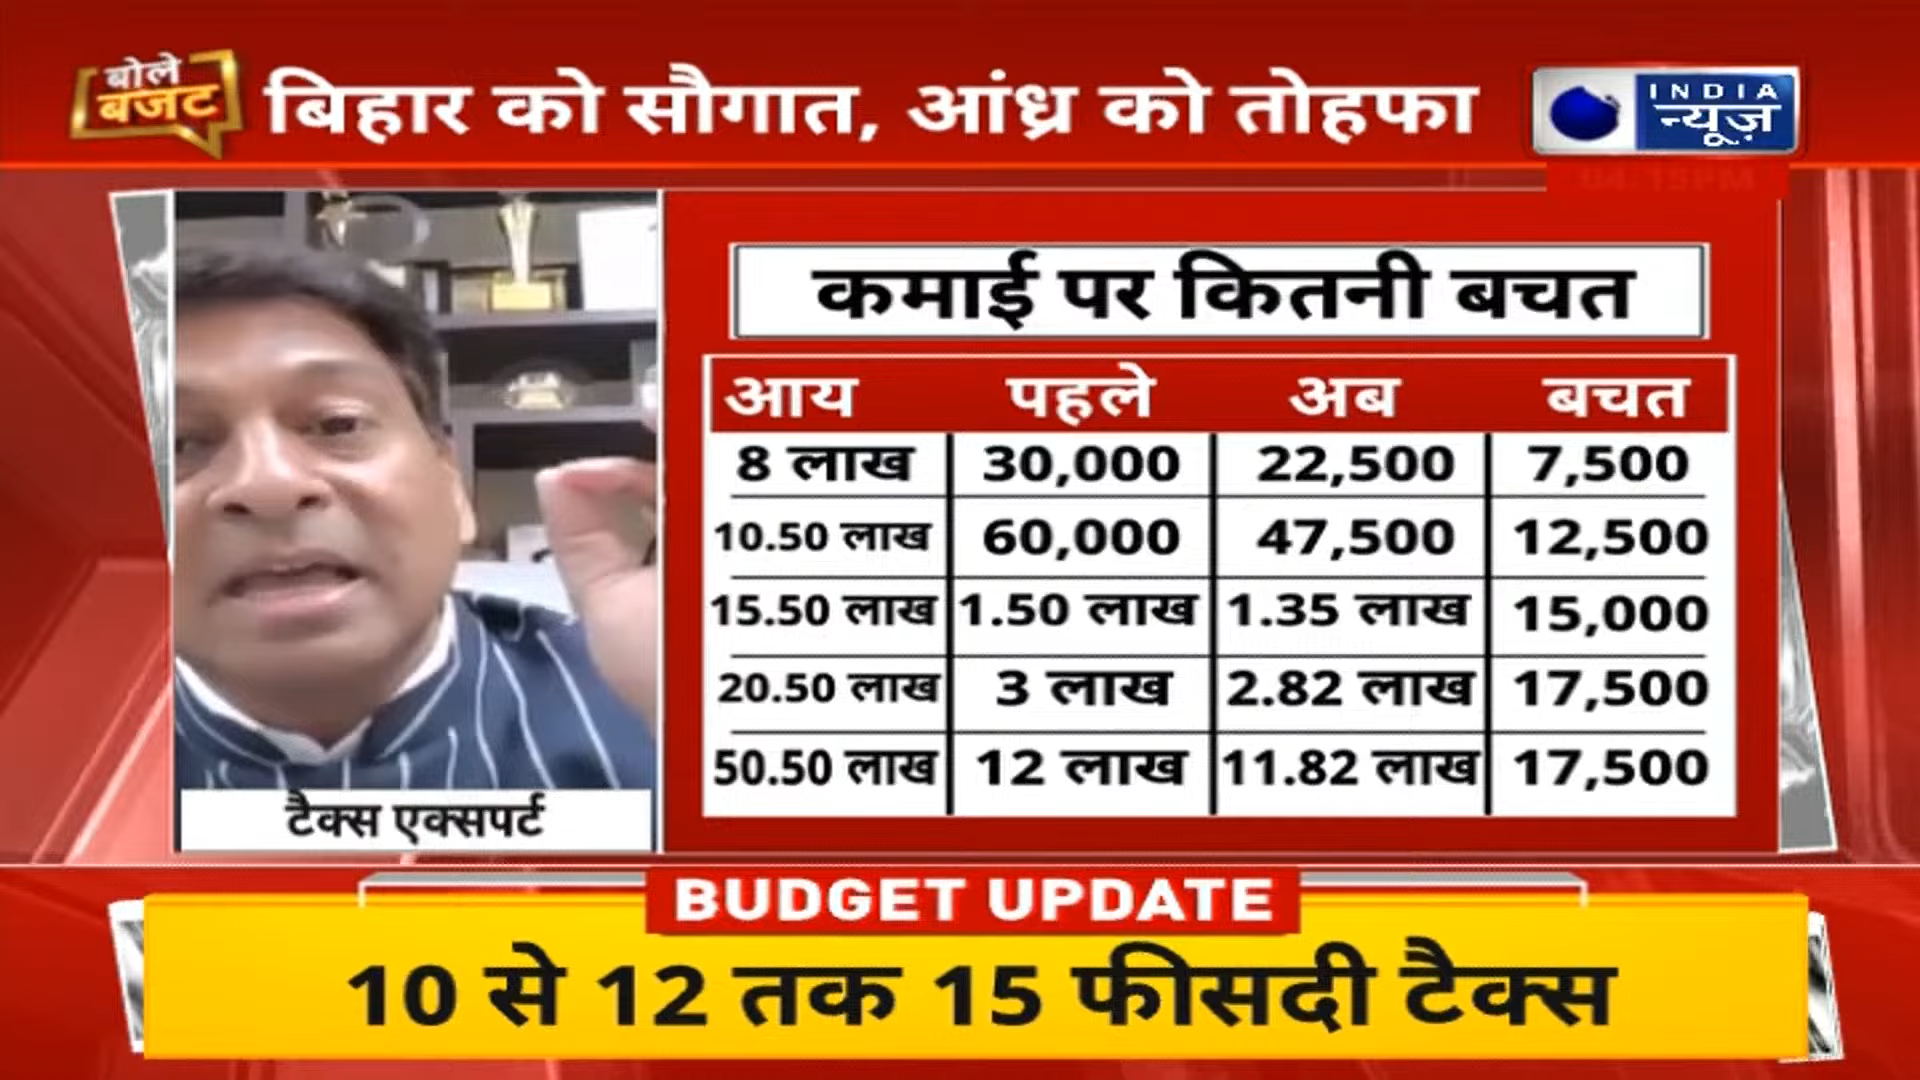 बोले
बजट
बिहार को सौगात, आंध्र को तोहफा
INDIA
न्यूज़
04:15PM
कमाई पर कितनी बचत
आय पहले अब बचत
8 लाख 30,000 22,500 7,500
10.50 लाख 60,000 47,500 12,500
15.50 लाख 1.50 लाख 1.35 लाख 15,000
20.50 लाख 3 लाख 2.82 लाख 17,500
50.50 लाख 12 लाख 11.82 लाख 17,500
टैक्स एक्सपर्ट
BUDGET UPDATE
10 से 12 तक 15 फीसदी टैक्स